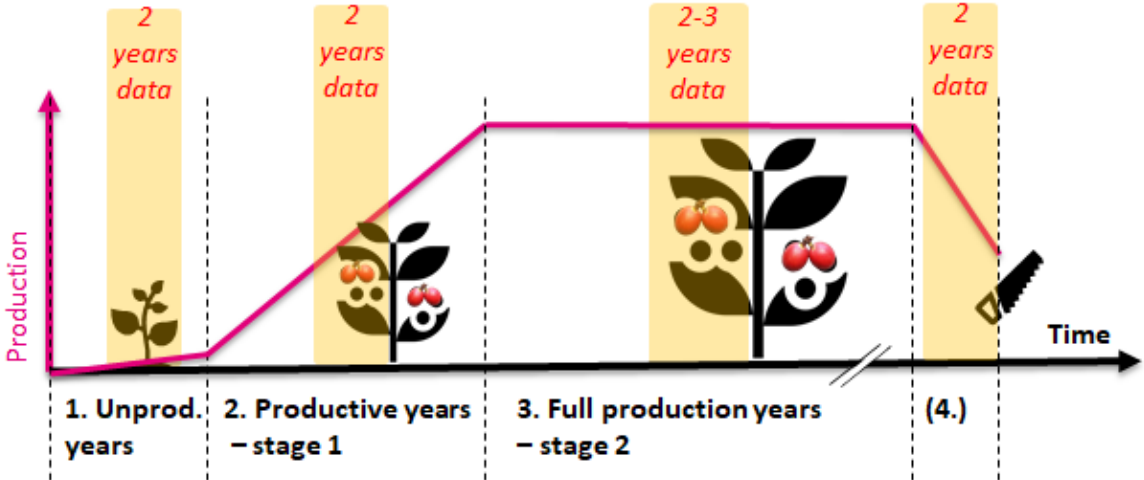 2
years
data
2
years
data
2-3
years
data
2
years
data
Production
Time
1. Unprod.
years
2. Productive years
– stage 1
3. Full production years
– stage 2
(4.)